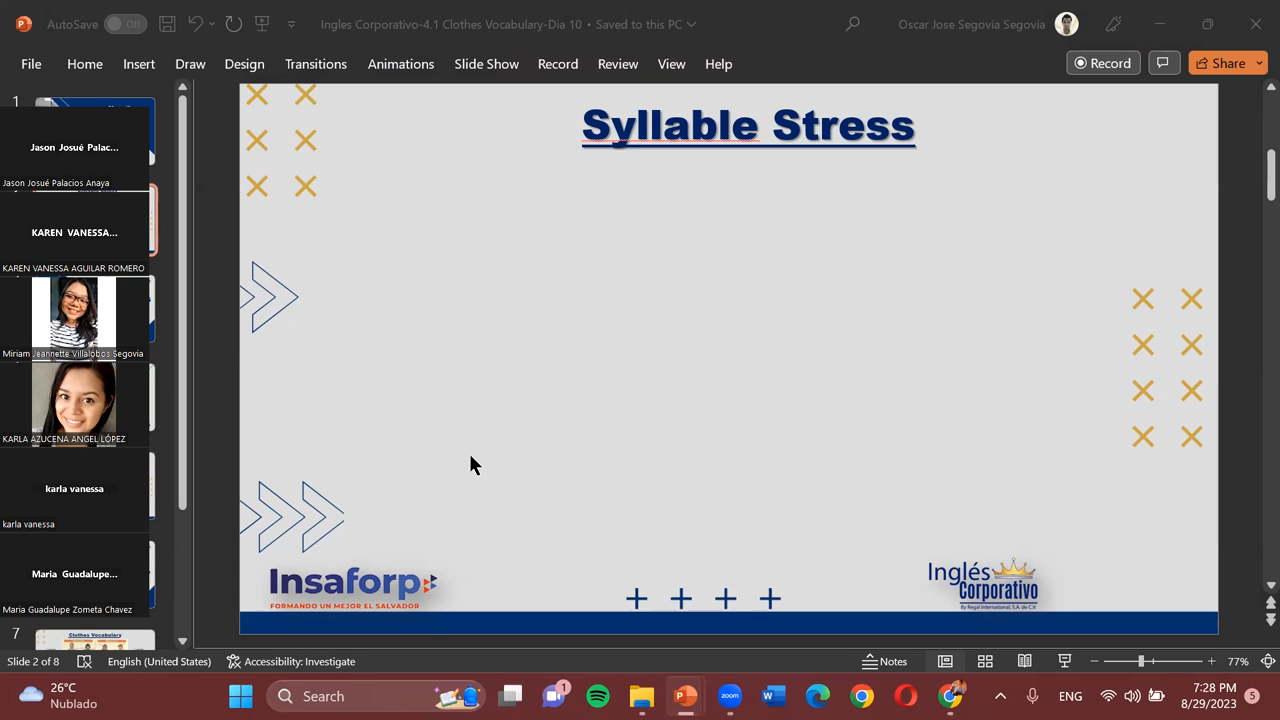 AutoSave Off Ingles Corporativo-4.1 Clothes Vocabulary-Dia 10 • Saved to this PC Oscar Jose Segovia Segovia
File Home Insert Draw Design Transitions Animations Slide Show Record Review View Help Record Share
1
Jason Josué Palac...
Jason Josué Palacios Anaya
KAREN VANESSA...
KAREN VANESSA AGUILAR ROMERO
Miriam Jeannette Villalobos Segovia
KARLA AZUCENA ANGEL LÓPEZ
karla vanessa
karla vanessa
Maria Guadalupe...
Maria Guadalupe Zometa Chavez
7
Clothes Vocabulary
Syllable Stress
Insaforp
FORMANDO UN MEJOR EL SALVADOR
Inglés
Corporativo
By Regal International, S.A. de C.V.
Slide 2 of 8 English (United States) Accessibility: Investigate Notes 77%
26°C
Nublado
Search
1
ENG
7:28 PM
8/29/2023
5
zoom